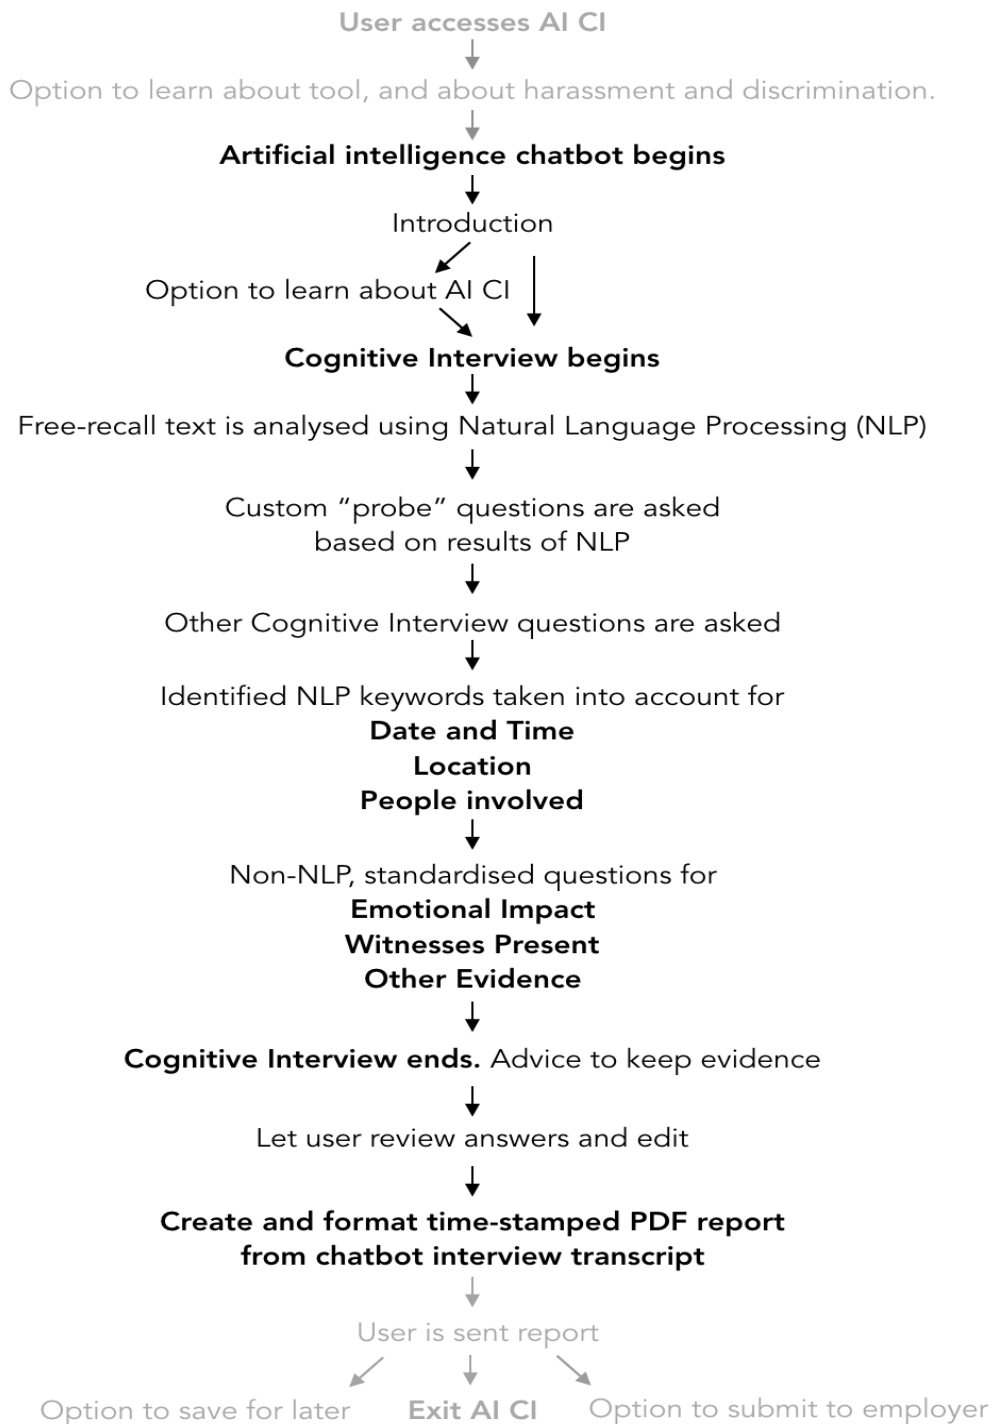 User accesses AI CI
Option to learn about tool, and about harassment and discrimination.
Artificial intelligence chatbot begins
Introduction
Option to learn about AI CI
Cognitive Interview begins
Free-recall text is analysed using Natural Language Processing (NLP)
Custom “probe” questions are asked
based on results of NLP
Other Cognitive Interview questions are asked
Identified NLP keywords taken into account for
Date and Time
Location
People involved
Non-NLP, standardised questions for
Emotional Impact
Witnesses Present
Other Evidence
Cognitive Interview ends. Advice to keep evidence
Let user review answers and edit
Create and format time-stamped PDF report
from chatbot interview transcript
User is sent report
Option to save for later Exit AI CI Option to submit to employer